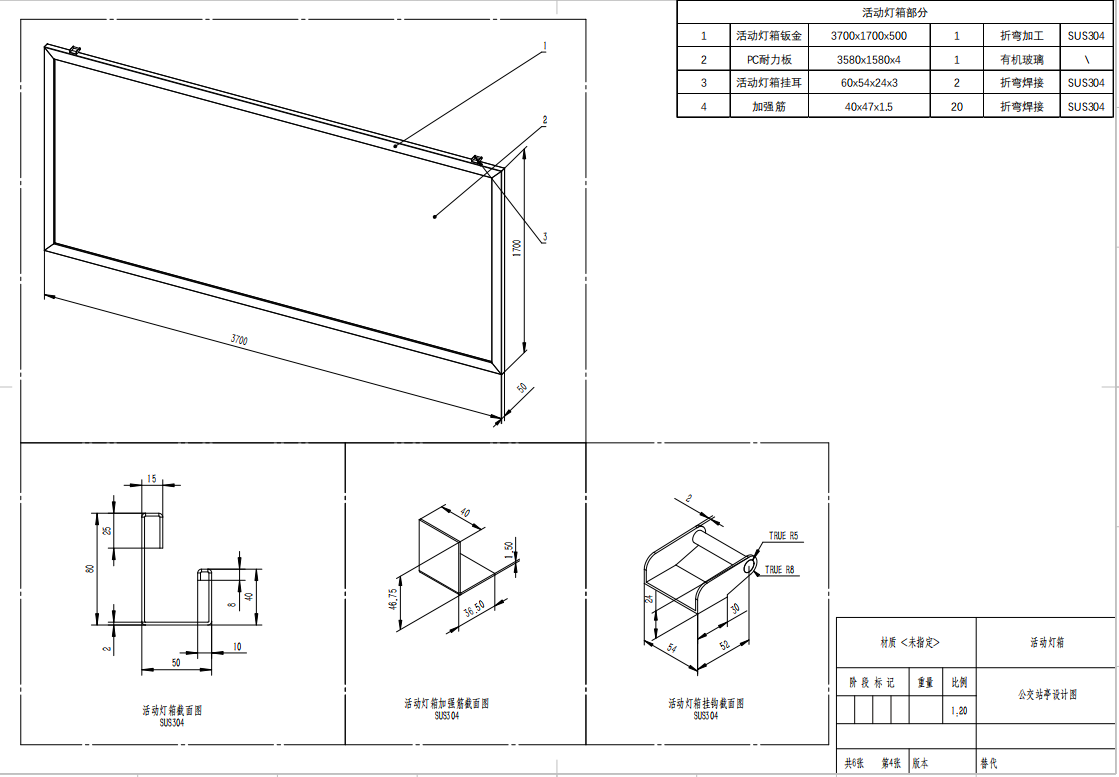 活动灯箱部分
1 活动灯箱钣金 3700x1700x500 1 折弯加工 SUS304
2 PC耐力板 3580x1580x4 1 有机玻璃 \
3 活动灯箱挂耳 60x54x24x3 2 折弯焊接 SUS304
4 加强筋 40x47x1.5 20 折弯焊接 SUS304
1
2
3
1700
3700
50
15
25
80
2
50
10
8
40
活动灯箱截面图
SUS304
40
1.50
46.75
36.50
活动灯箱加强筋截面图
SUS304
2
TRUE R5
TRUE R8
24
30
54
52
活动灯箱挂钩截面图
SUS304
材质 <未指定>
活动灯箱
阶段标记 重量 比例
1:20
公交站亭设计图
共6张 第4张 版本 替代